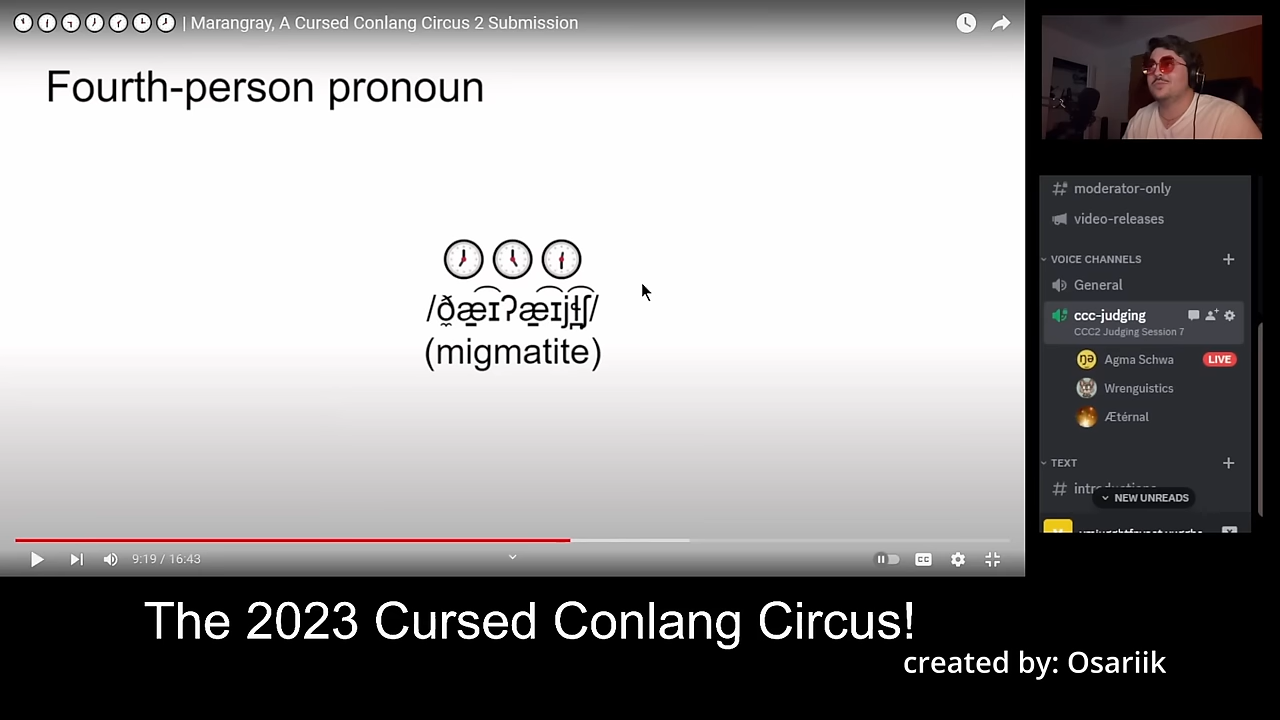 | Marangray, A Cursed Conlang Circus 2 Submission
Fourth-person pronoun
🕖🕔🕕
(migmatite)
9:19 / 16:43
CC
moderator-only
video-releases
VOICE CHANNELS
General
ccc-judging
CCC2 Judging Session 7
Agma Schwa
LIVE
Wrenguistics
Ætérnal
TEXT
NEW UNREADS
The 2023 Cursed Conlang Circus!
created by: Osariik